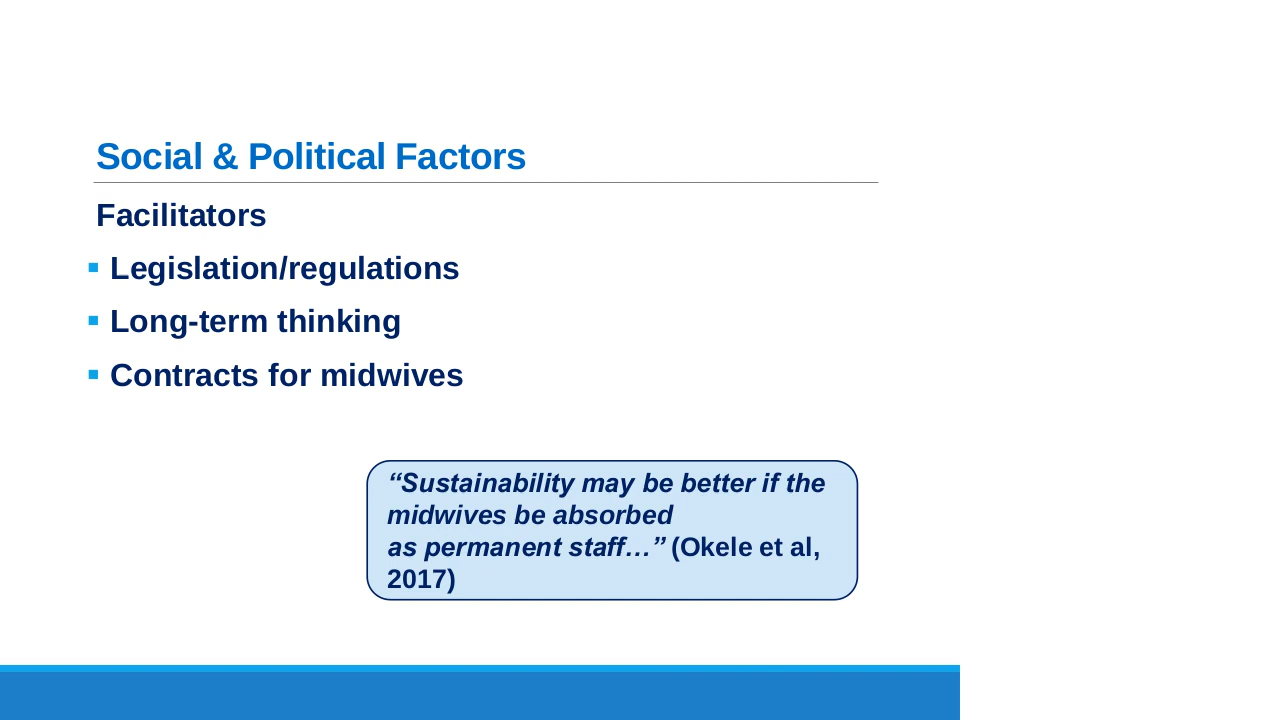 Social & Political Factors
Facilitators
▪ Legislation/regulations
▪ Long-term thinking
▪ Contracts for midwives
“Sustainability may be better if the
midwives be absorbed
as permanent staff…” (Okele et al,
2017)